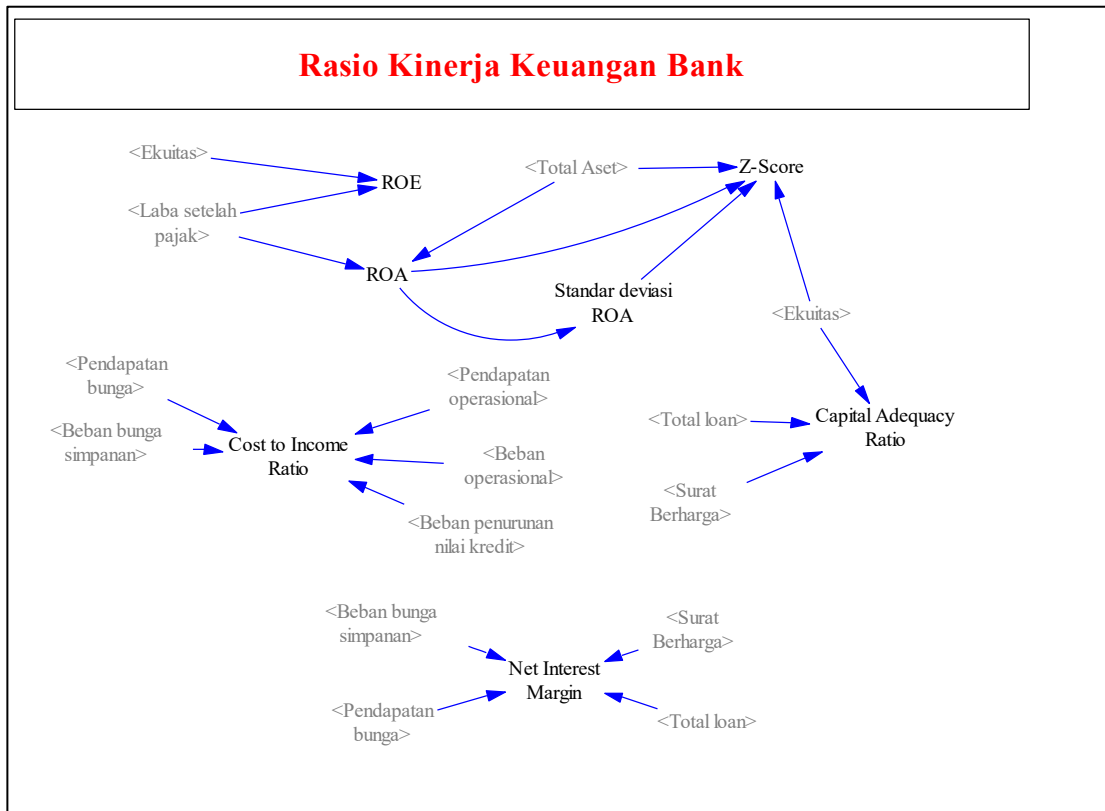 Rasio Kinerja Keuangan Bank
<Ekuitas>
ROE
<Laba setelah
pajak>
ROA
<Total Aset>
Z-Score
Standar deviasi
ROA
<Ekuitas>
<Pendapatan
bunga>
<Beban bunga
simpanan>
Cost to Income
Ratio
<Pendapatan
operasional>
<Beban
operasional>
<Beban penurunan
nilai kredit>
<Total loan>
Capital Adequacy
Ratio
<Surat
Berharga>
<Beban bunga
simpanan>
<Surat
Berharga>
Net Interest
Margin
<Pendapatan
bunga>
<Total loan>